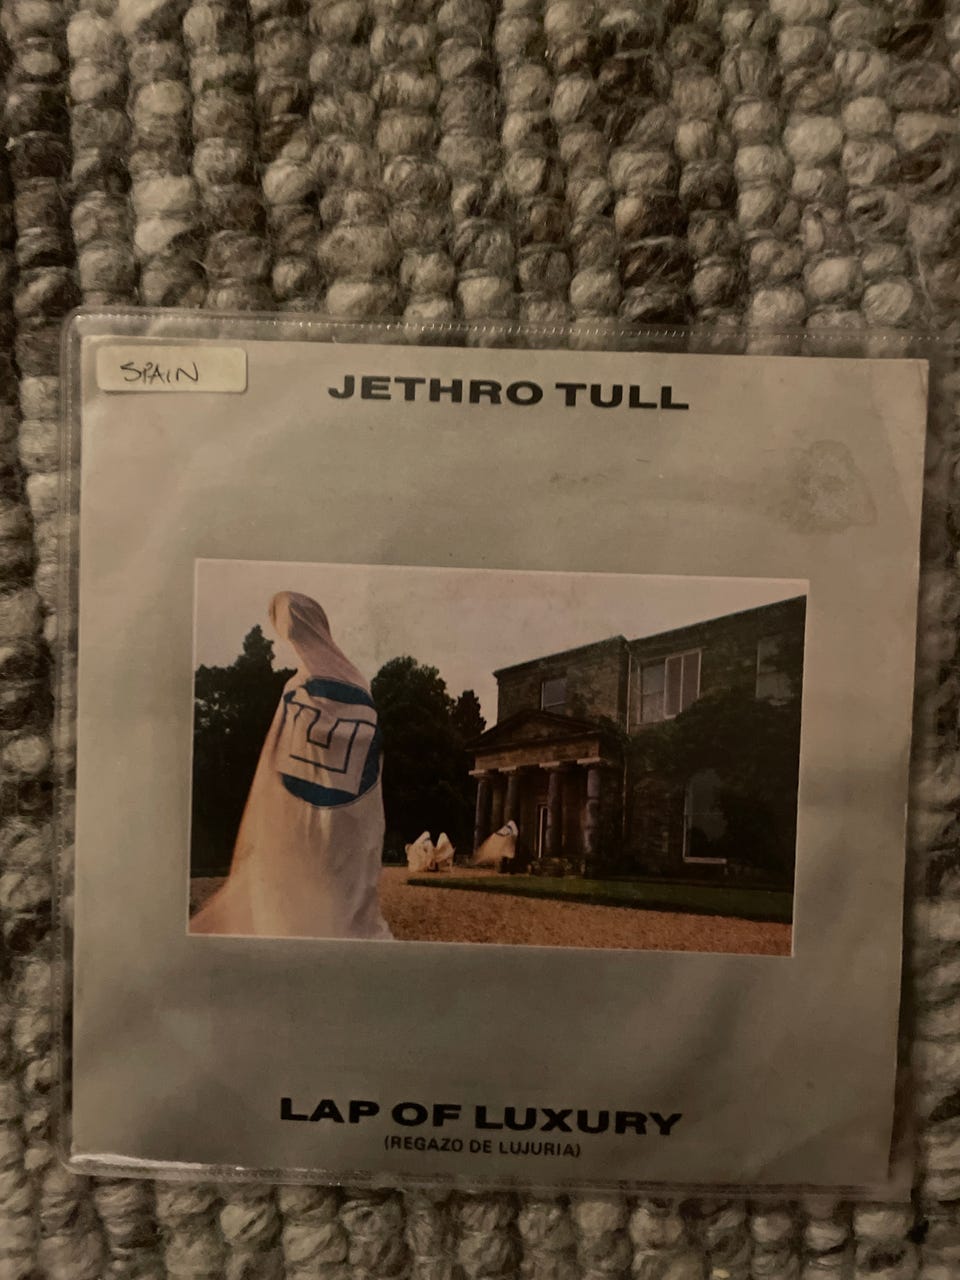 SPAIN
JETHRO TULL
LAP OF LUXURY
(REGAZO DE LUJURIA)